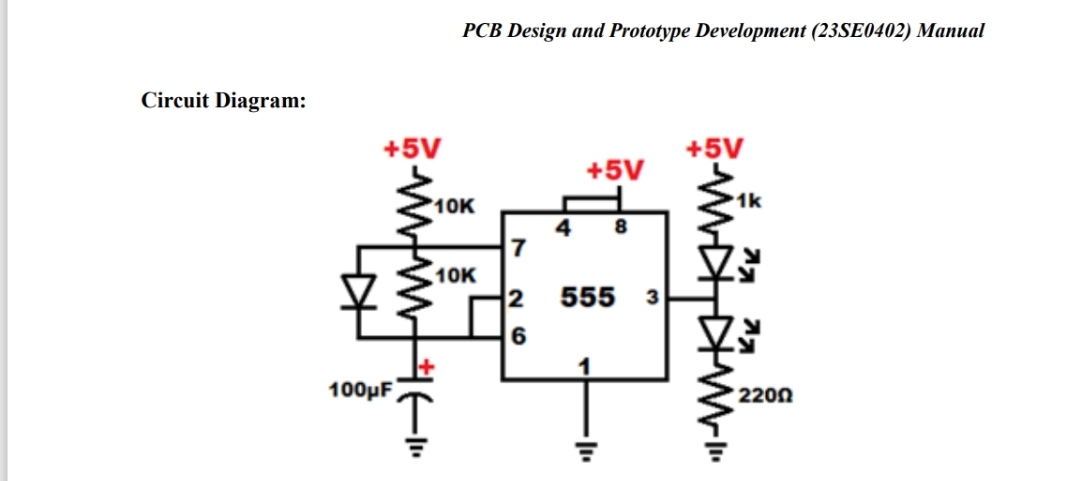 PCB Design and Prototype Development (23SE0402) Manual
Circuit Diagram:
+5V
+5V
+5V
10K
1k
4 8
7
10K
2 555 3
6
1
+
100µF
220Ω